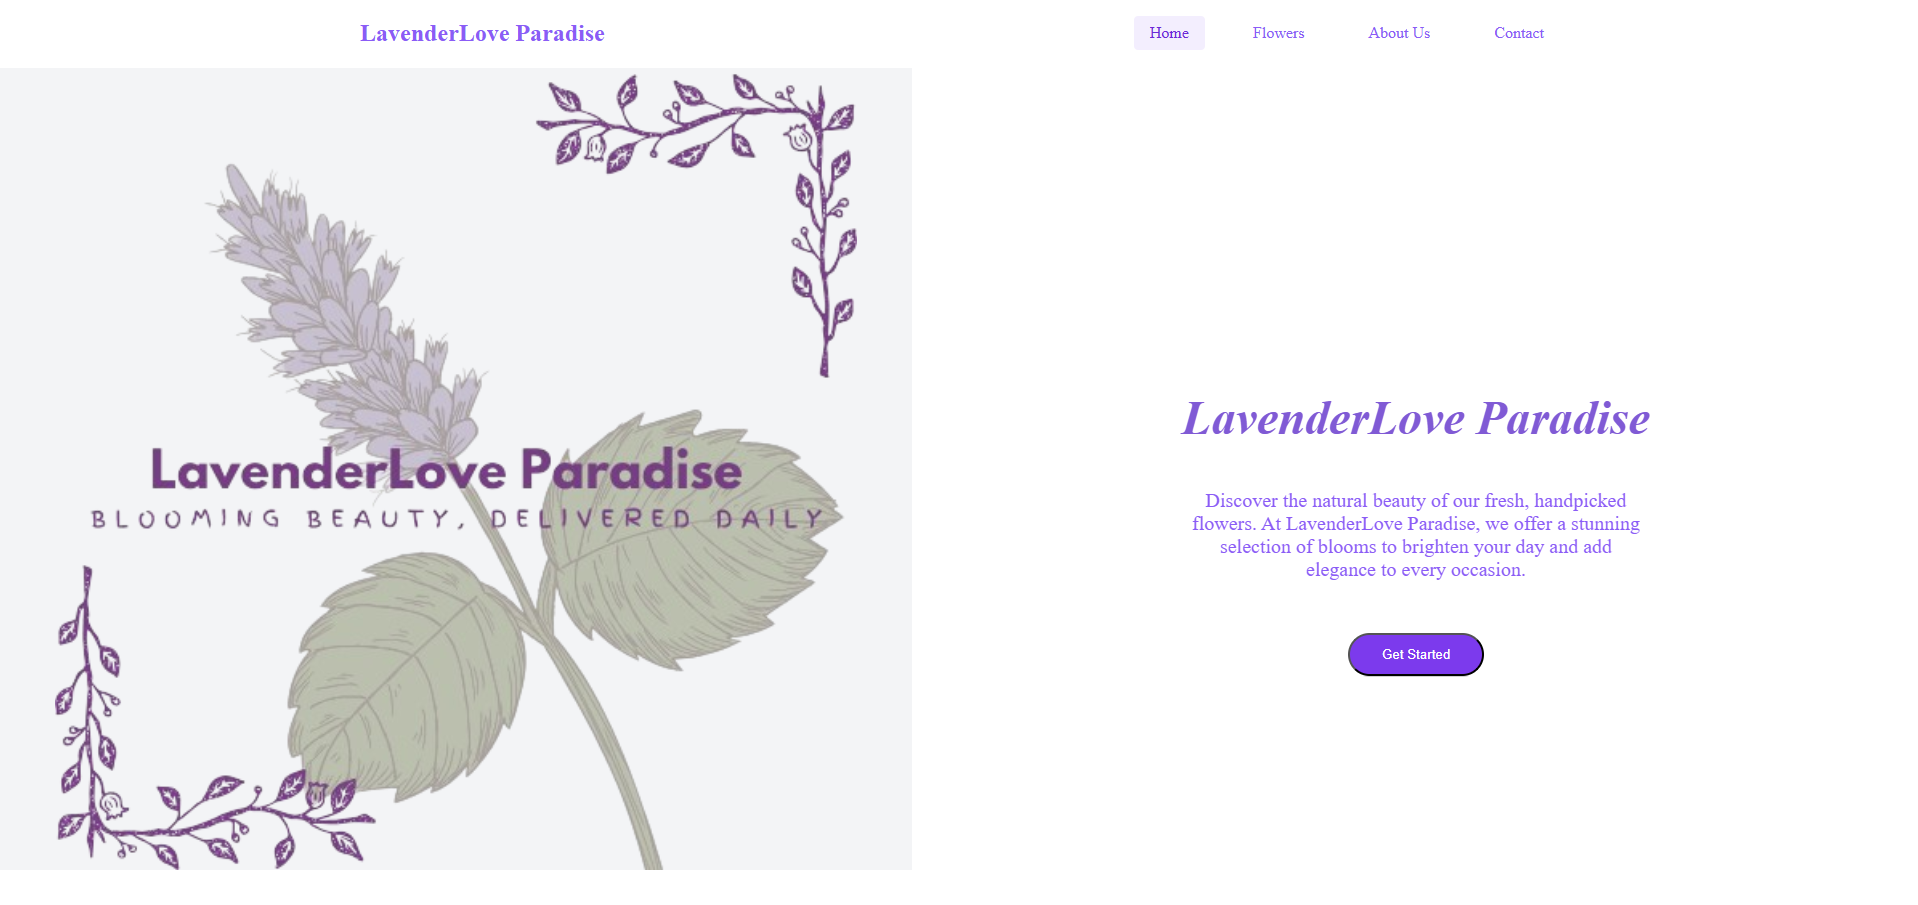 LavenderLove Paradise
Home
Flowers
About Us
Contact
LavenderLove Paradise
BLOOMING BEAUTY, DELIVERED DAILY
LavenderLove Paradise
Discover the natural beauty of our fresh, handpicked
flowers. At LavenderLove Paradise, we offer a stunning
selection of blooms to brighten your day and add
elegance to every occasion.
Get Started